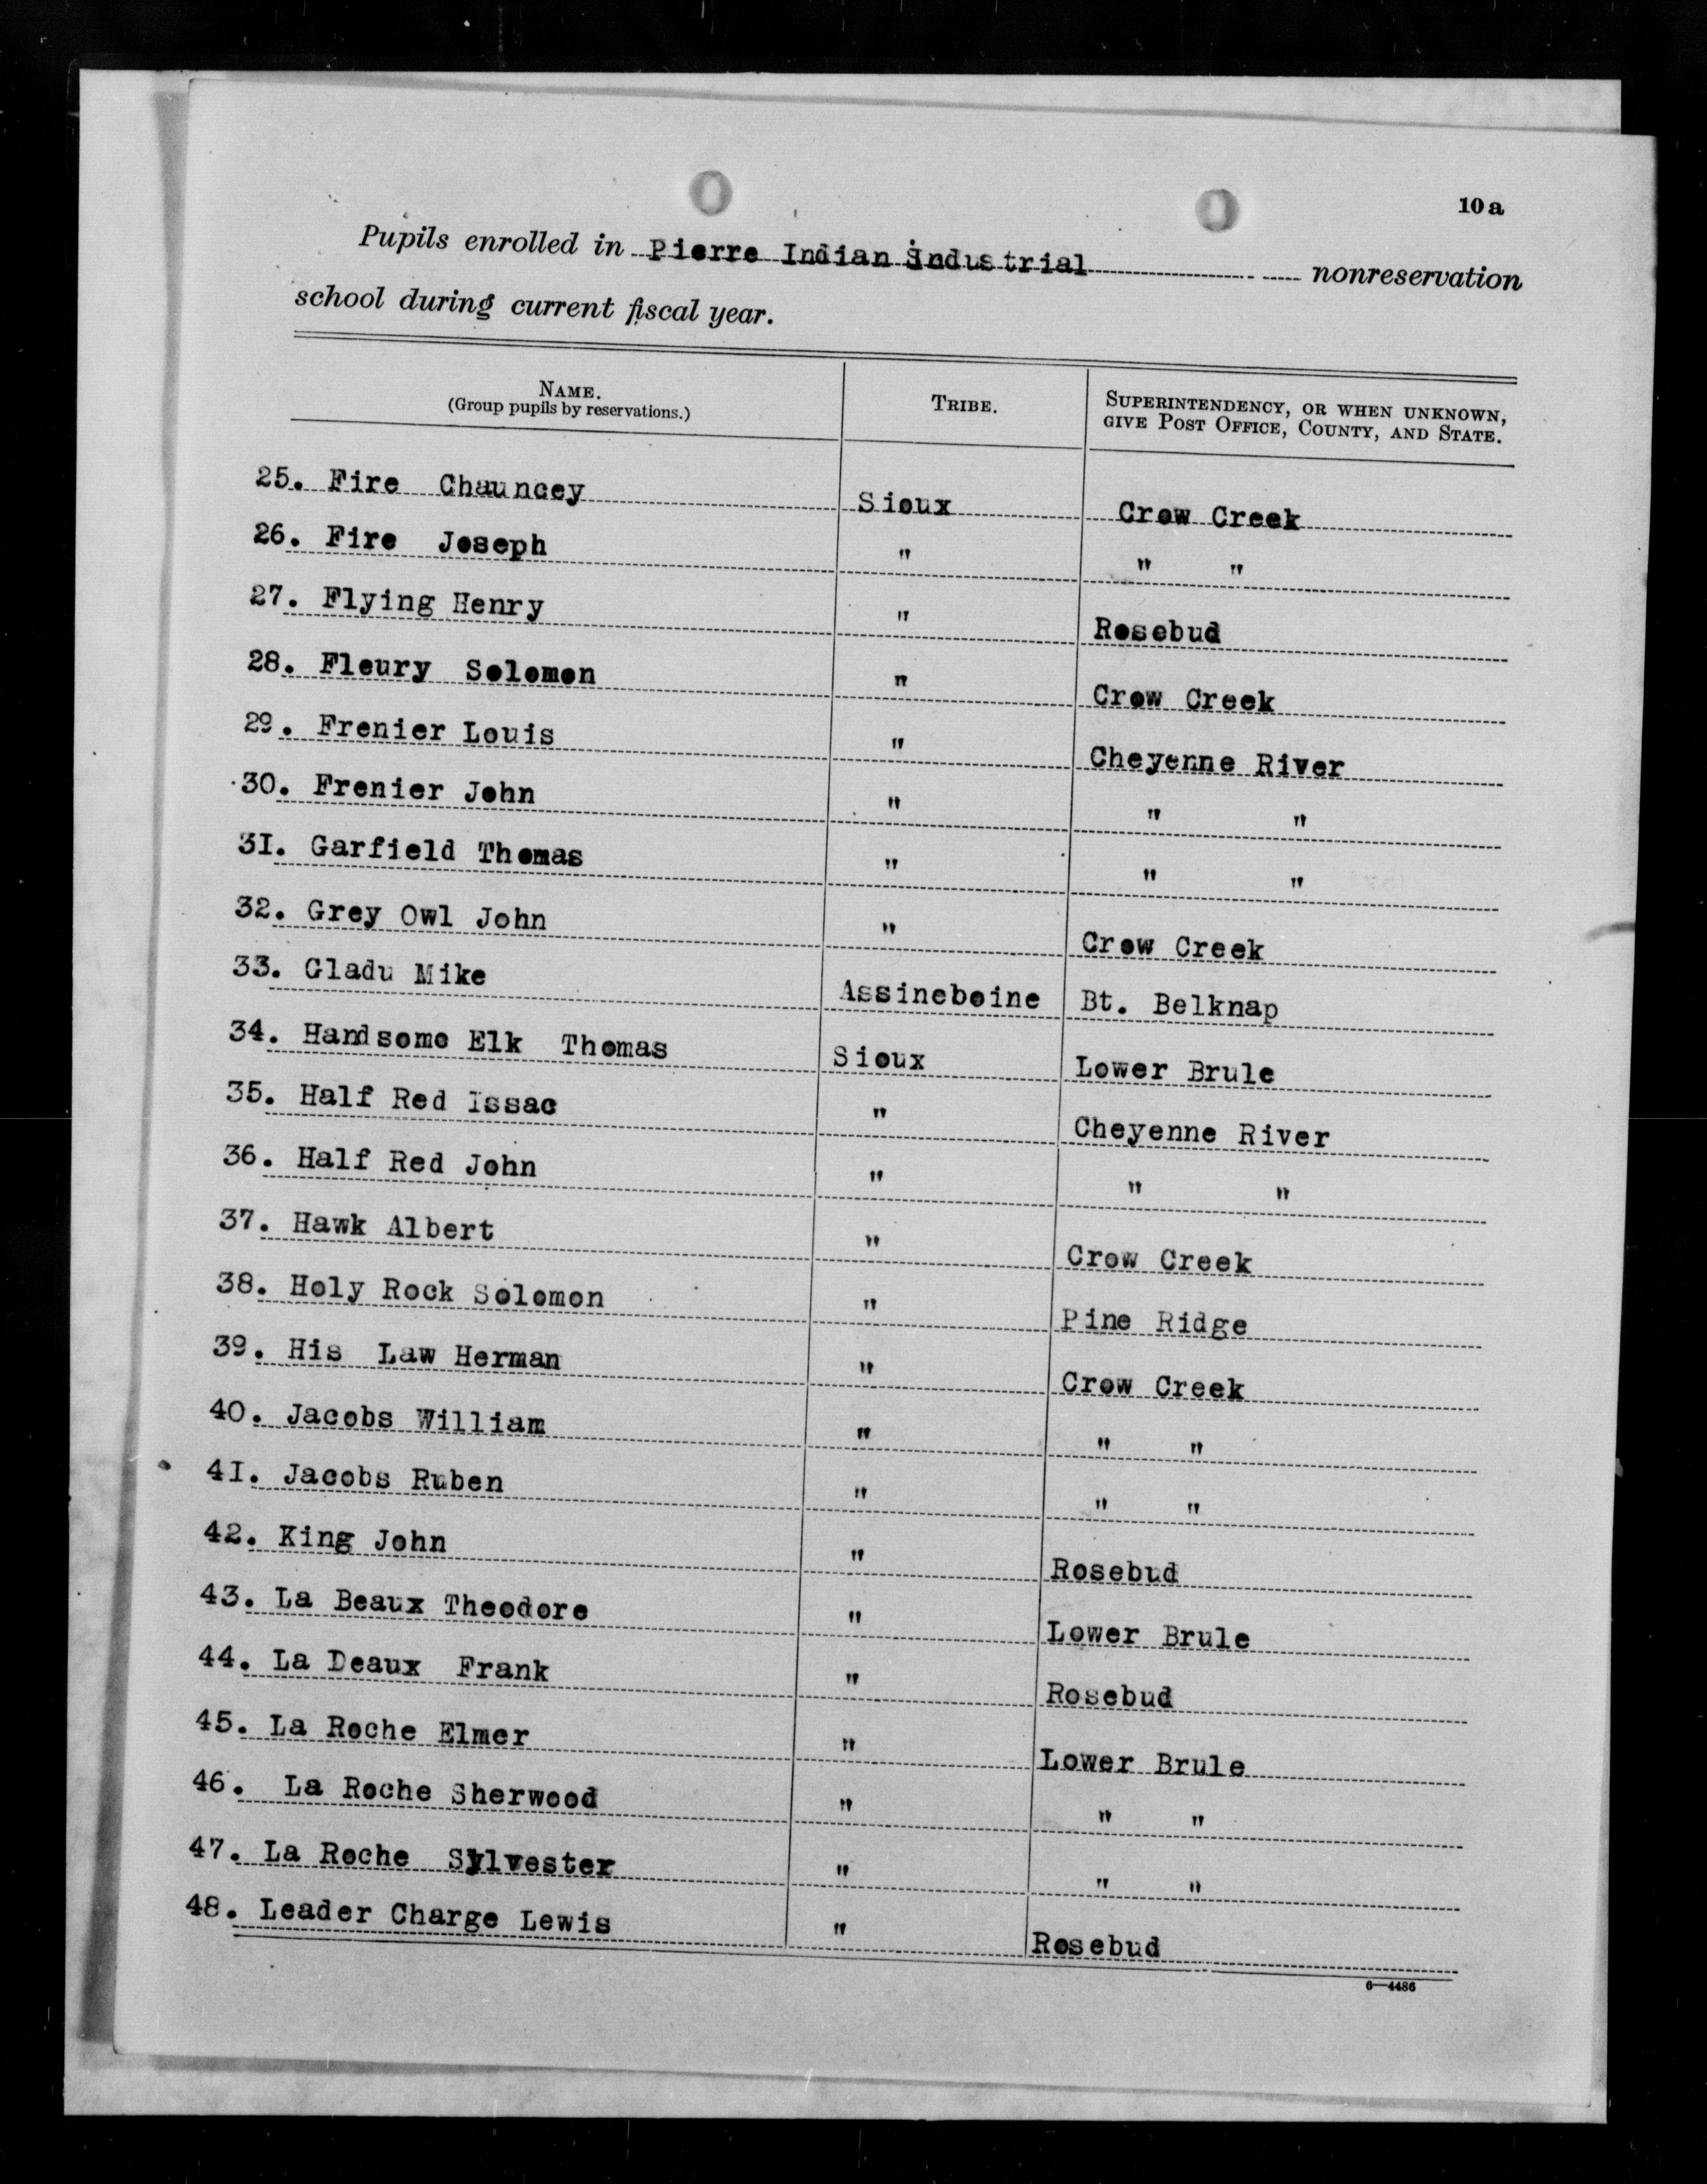 10a
Pupils enrolled in Pierre Indian industrial nonreservation
school during current fiscal year.
NAME. (Group pupils by reservations.) TRIBE. SUPERINTENDENCY, OR WHEN UNKNOWN, GIVE POST OFFICE, COUNTY, AND STATE.
25. Fire Chauncey Sioux Crow Creek
26. Fire Joseph " " "
27. Flying Henry " Rosebud
28. Fleury Solomon " Crow Creek
29. Frenier Louis " Cheyenne River
30. Frenier John " " "
31. Garfield Thomas " " "
32. Grey Owl John " Crow Creek
33. Gladu Mike Assineboine Bt. Belknap
34. Handsome Elk Thomas Sioux Lower Brule
35. Half Red Issac " Cheyenne River
36. Half Red John " " "
37. Hawk Albert " Crow Creek
38. Holy Rock Solomon " Pine Ridge
39. His Law Herman " Crow Creek
40. Jacobs William " " "
41. Jacobs Ruben " " "
42. King John " Rosebud
43. La Beaux Theodore " Lower Brule
44. La Deaux Frank " Rosebud
45. La Roche Elmer " Lower Brule
46. La Roche Sherwood " " "
47. La Roche Sylvester " " "
48. Leader Charge Lewis " Rosebud
6—4486